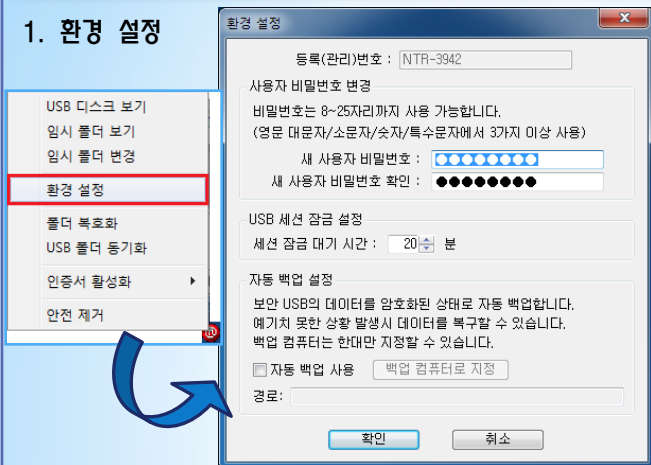 1. 환경 설정
USB 디스크 보기
임시 폴더 보기
임시 폴더 변경
환경 설정
폴더 복호화
USB 폴더 동기화
인증서 활성화
안전 제거
환경 설정
등록(관리)번호 : NTR-3942
사용자 비밀번호 변경
비밀번호는 8~25자리까지 사용 가능합니다.
(영문 대문자/소문자/숫자/특수문자에서 3가지 이상 사용)
새 사용자 비밀번호 : ●●●●●●●●
새 사용자 비밀번호 확인 : ●●●●●●●●
USB 세션 잠금 설정
세션 잠금 대기 시간 : 20 분
자동 백업 설정
보안 USB의 데이터를 암호화된 상태로 자동 백업합니다.
예기치 못한 상황 발생시 데이터를 복구할 수 있습니다.
백업 컴퓨터는 한대만 지정할 수 있습니다.
자동 백업 사용 백업 컴퓨터로 지정
경로:
확인 취소